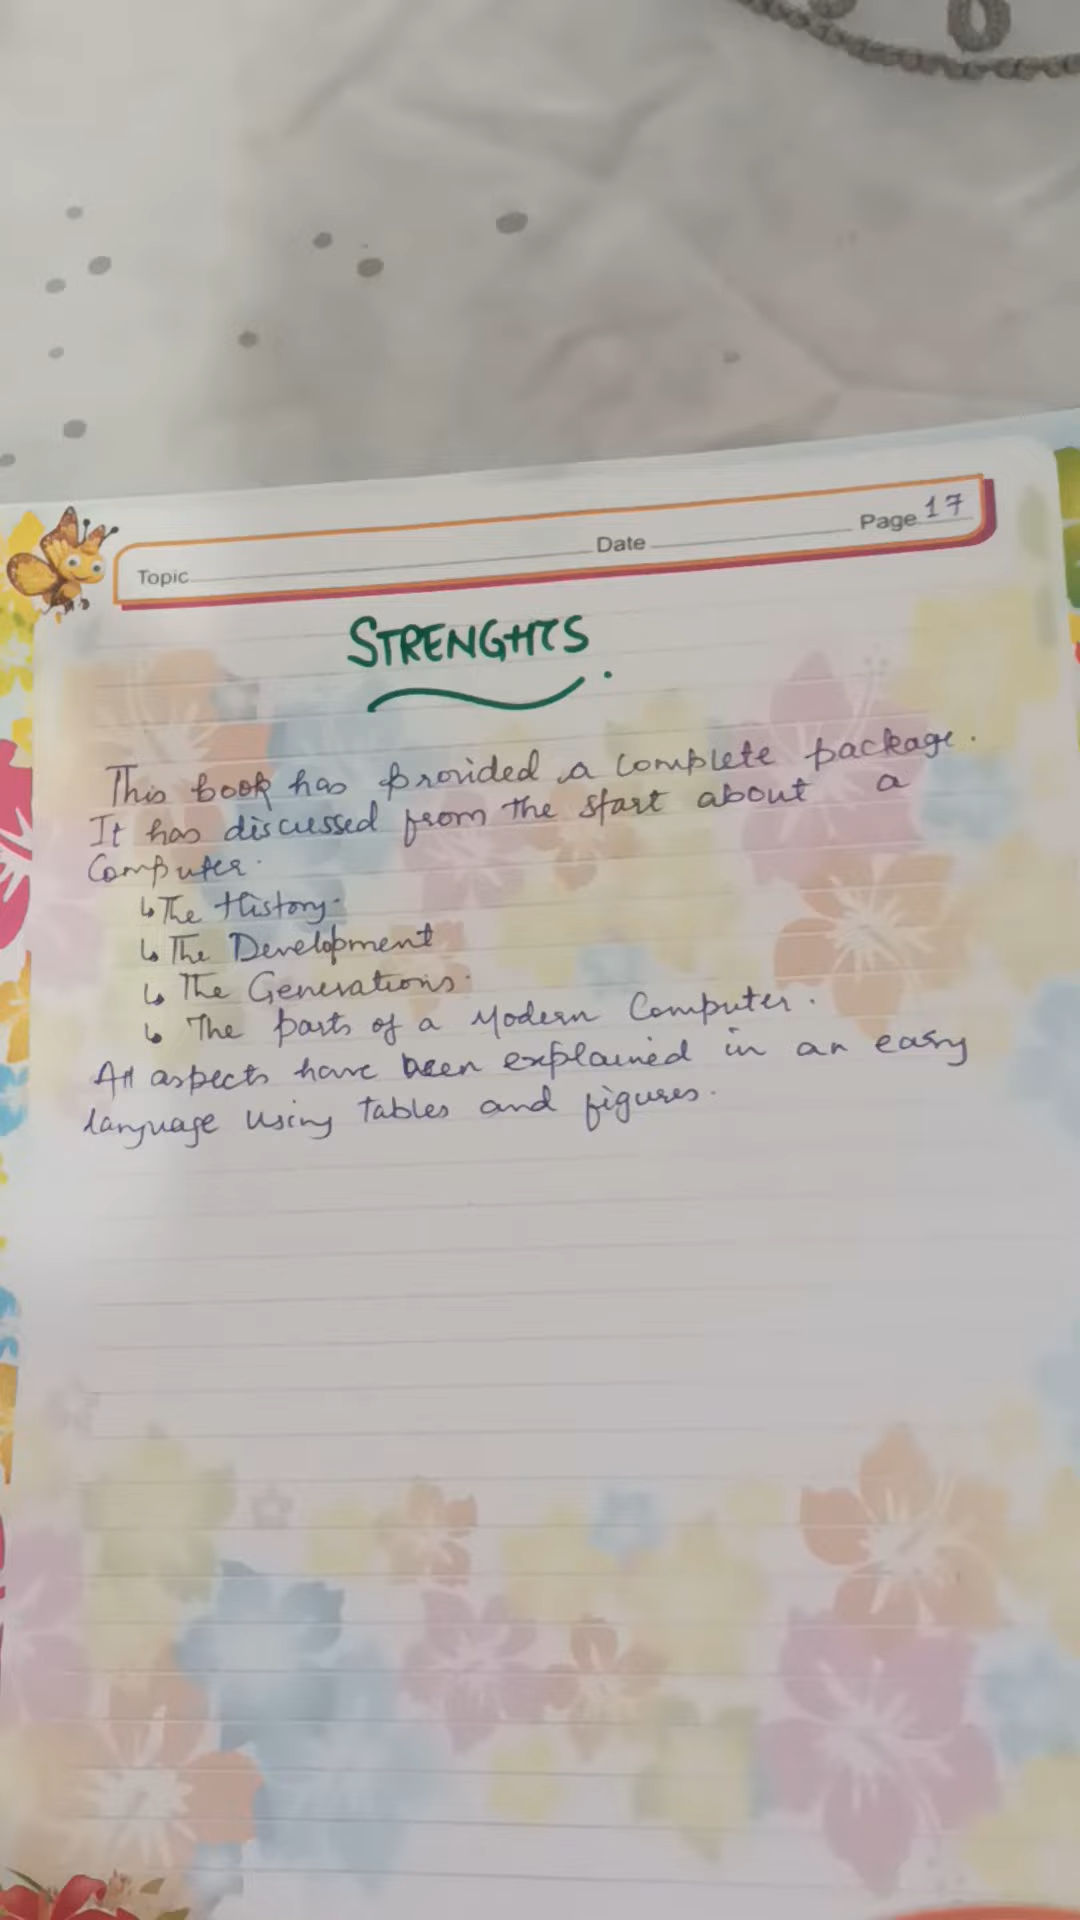 Topic Date Page 17
STRENGHTS
This book has provided a complete package.
It has discussed from the start about a
Computer.
↳ The History.
↳ The Development
↳ The Generations.
↳ The parts of a Modern Computer.
All aspects have been explained in an easy
language using tables and figures.